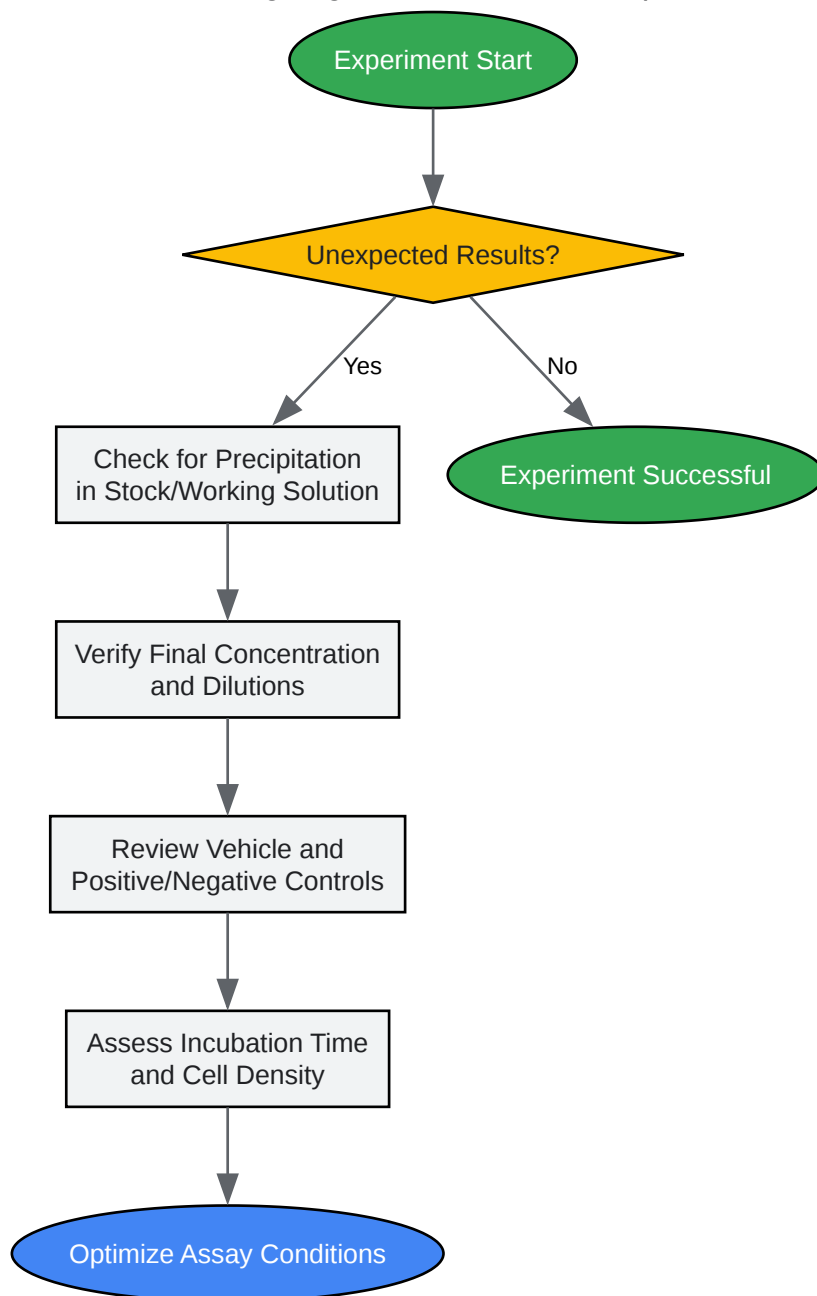 Experiment Start
Unexpected Results?
Yes
No
Check for Precipitation
in Stock/Working Solution
Experiment Successful
Verify Final Concentration
and Dilutions
Review Vehicle and
Positive/Negative Controls
Assess Incubation Time
and Cell Density
Optimize Assay Conditions